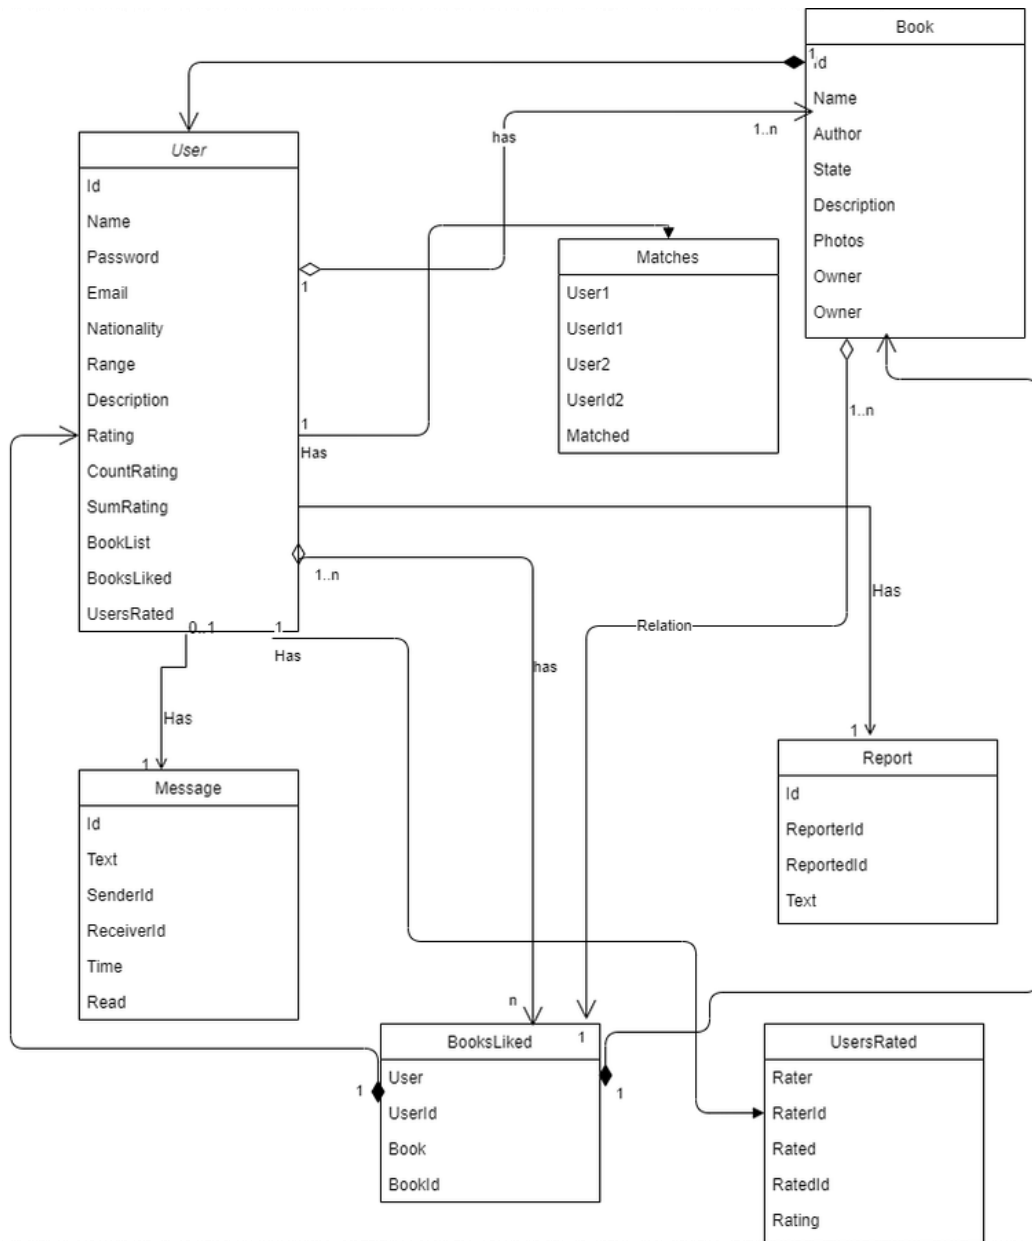 Book
1
Id
Name
Author
State
Description
Photos
Owner
Owner
has
1..n
User
Id
Name
Password
Email
Nationality
Range
Description
Rating
CountRating
SumRating
BookList
BooksLiked
UsersRated
1
Matches
User1
UserId1
User2
UserId2
Matched
1
Has
1..n
1..n
Has
Relation
0..1
1
Has
has
Has
1
1
Message
Id
Text
SenderId
ReceiverId
Time
Read
Report
Id
ReporterId
ReportedId
Text
n
1
BooksLiked
User
UserId
Book
BookId
1
1
UsersRated
Rater
RaterId
Rated
RatedId
Rating